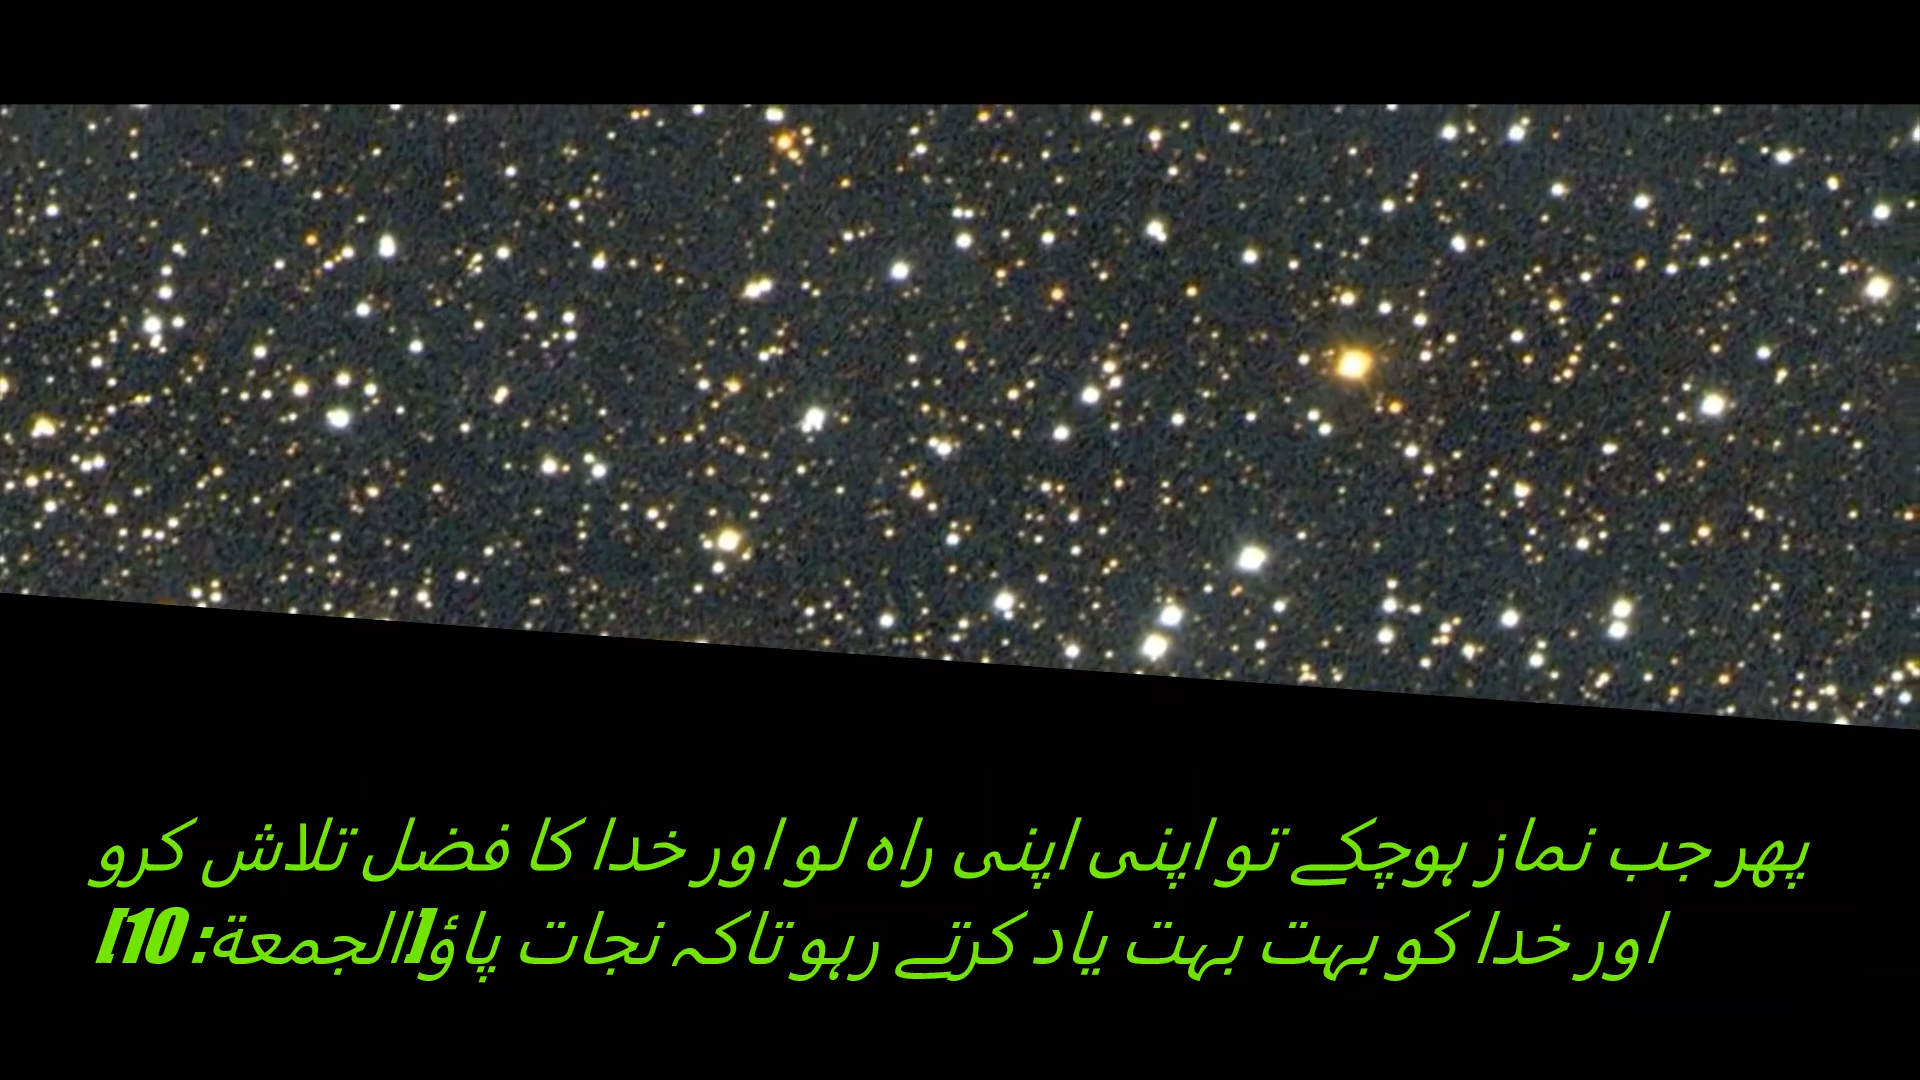 پھر جب نماز ہوچکے تو اپنی اپنی راہ لو اور خدا کا فضل تلاش کرو
اور خدا کو بہت بہت یاد کرتے رہو تاکہ نجات پاؤ[الجمعة: 10]